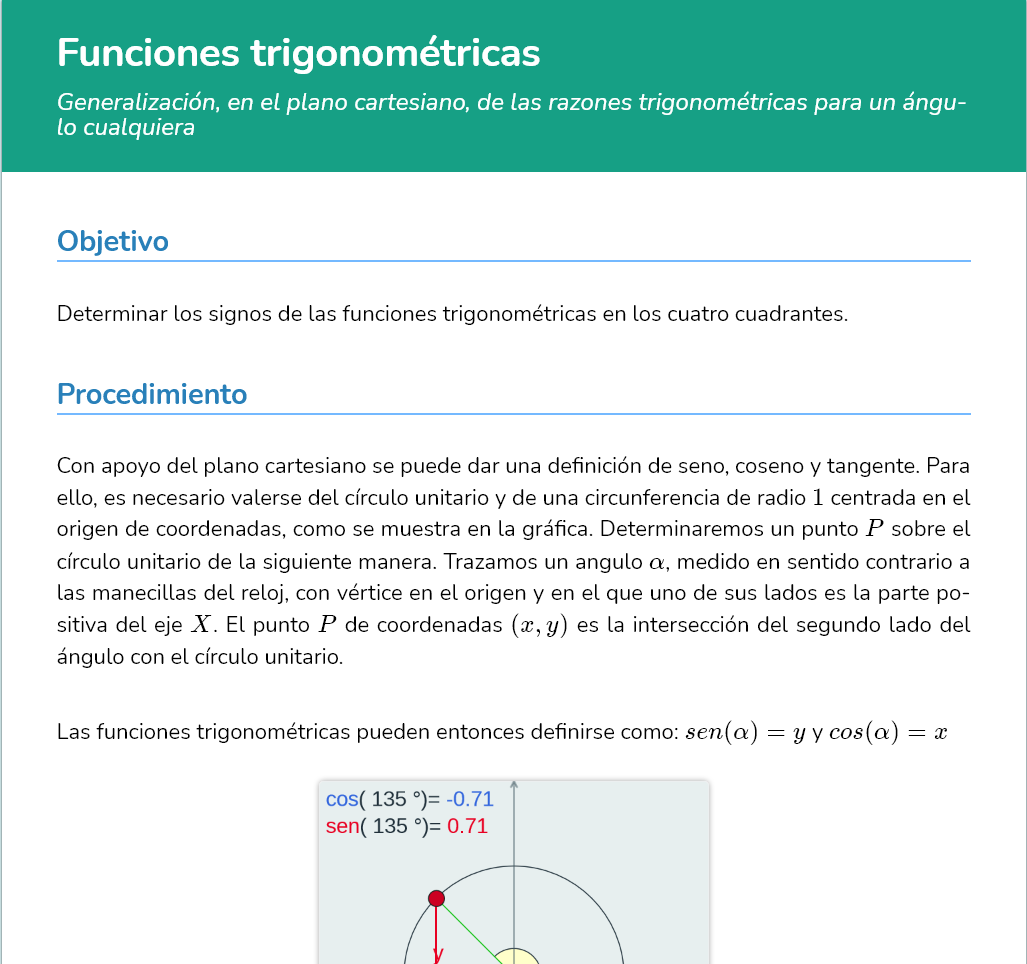 Funciones trigonométricas
Generalización, en el plano cartesiano, de las razones trigonométricas para un ángu-
lo cualquiera
Objetivo
Determinar los signos de las funciones trigonométricas en los cuatro cuadrantes.
Procedimiento
Con apoyo del plano cartesiano se puede dar una definición de seno, coseno y tangente. Para
ello, es necesario valerse del círculo unitario y de una circunferencia de radio 1 centrada en el
origen de coordenadas, como se muestra en la gráfica. Determinaremos un punto P sobre el
círculo unitario de la siguiente manera. Trazamos un angulo α, medido en sentido contrario a
las manecillas del reloj, con vértice en el origen y en el que uno de sus lados es la parte po-
sitiva del eje X. El punto P de coordenadas (x, y) es la intersección del segundo lado del
ángulo con el círculo unitario.
Las funciones trigonométricas pueden entonces definirse como: sen(α) = y y cos(α) = x
cos( 135 °)= -0.71
sen( 135 °)= 0.71
y